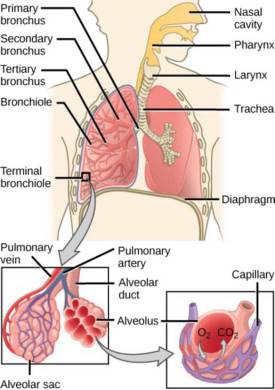 Primary
bronchus
Secondary
bronchus
Tertiary
bronchus
Bronchiole
Terminal
bronchiole
Nasal
cavity
Pharynx
Larynx
Trachea
Diaphragm
Pulmonary
vein
Pulmonary
artery
Alveolar
duct
Alveolus
Alveolar sac
Capillary
O₂ CO₂